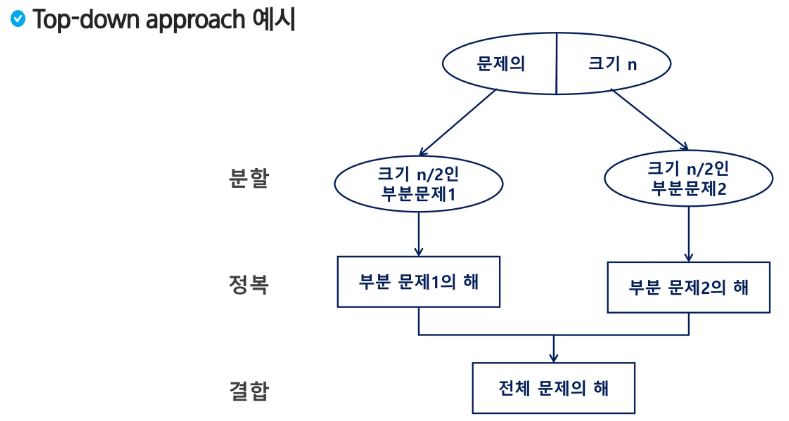 Top-down approach 예시
문제의 크기 n
분할
크기 n/2인
부분문제1
크기 n/2인
부분문제2
정복
부분 문제1의 해
부분 문제2의 해
결합
전체 문제의 해